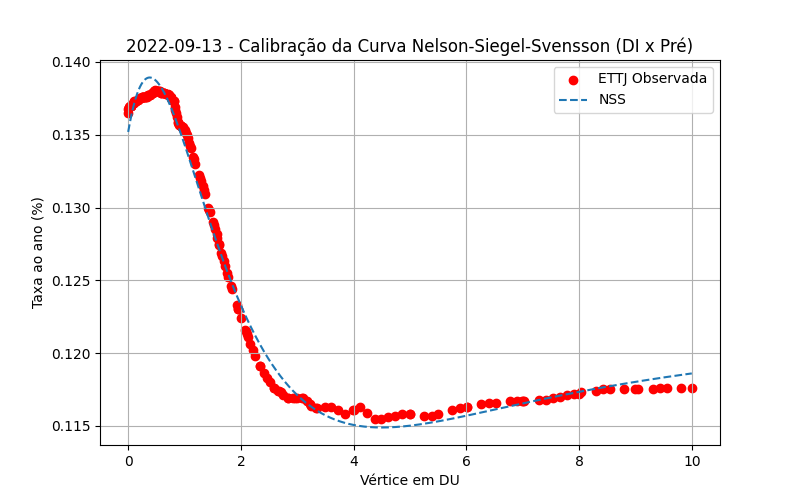 2022-09-13 - Calibração da Curva Nelson-Siegel-Svensson (DI x Pré)
ETTJ Observada
NSS
Taxa ao ano (%)
0.140
0.135
0.130
0.125
0.120
0.115
0
2
4
6
8
10
Vértice em DU